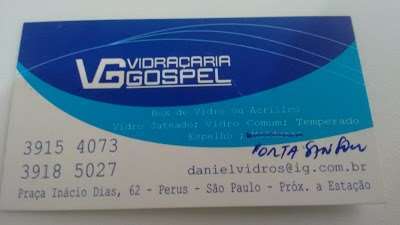 VG VIDRAÇARIA
GOSPEL
Box de Vidro ou Acrílico
Vidro Jateado: Vidro Comum: Temperado
Espelho :
PORTA
3915 4073
3918 5027
danielvidros@ig.com.br
Praça Inácio Dias, 62 - Perus - São Paulo - Próx. a Estação